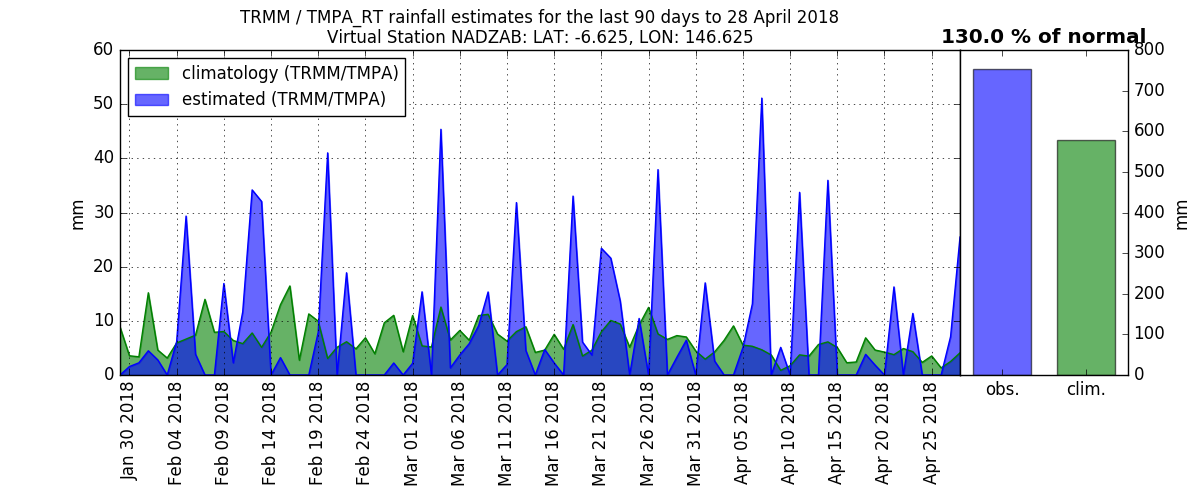 TRMM / TMPA_RT rainfall estimates for the last 90 days to 28 April 2018
Virtual Station NADZAB: LAT: -6.625, LON: 146.625
130.0 % of normal
climatology (TRMM/TMPA)
estimated (TRMM/TMPA)
60
50
40
30
20
10
0
mm
Jan 30 2018
Feb 04 2018
Feb 09 2018
Feb 14 2018
Feb 19 2018
Feb 24 2018
Mar 01 2018
Mar 06 2018
Mar 11 2018
Mar 16 2018
Mar 21 2018
Mar 26 2018
Mar 31 2018
Apr 05 2018
Apr 10 2018
Apr 15 2018
Apr 20 2018
Apr 25 2018
obs.
clim.
800
700
600
500
400
300
200
100
0
mm